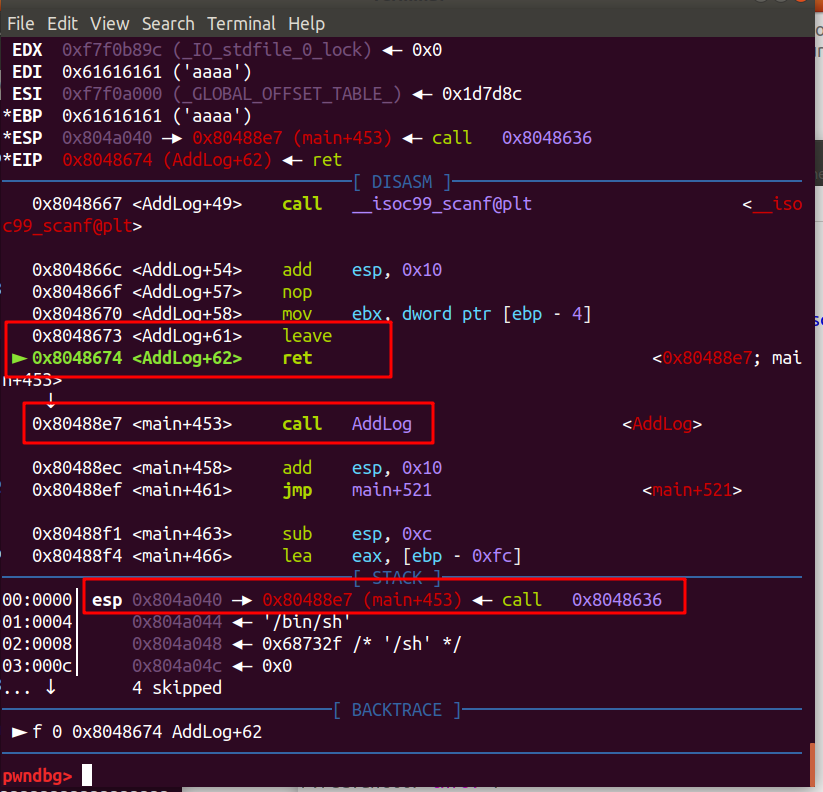 File Edit View Search Terminal Help
EDX 0xf7f0b89c (_IO_stdfile_0_lock) ◂— 0x0
EDI 0x61616161 ('aaaa')
ESI 0xf7f0a000 (_GLOBAL_OFFSET_TABLE_) ◂— 0x1d7d8c
*EBP 0x61616161 ('aaaa')
*ESP 0x804a040 —▸ 0x80488e7 (main+453) ◂— call 0x8048636
*EIP 0x8048674 (AddLog+62) ◂— ret
[ DISASM ]
0x8048667 <AddLog+49> call __isoc99_scanf@plt <__iso
c99_scanf@plt>
0x804866c <AddLog+54> add esp, 0x10
0x804866f <AddLog+57> nop
0x8048670 <AddLog+58> mov ebx, dword ptr [ebp - 4]
0x8048673 <AddLog+61> leave
► 0x8048674 <AddLog+62> ret <0x80488e7; mai
n+453>
↓
0x80488e7 <main+453> call AddLog <AddLog>
0x80488ec <main+458> add esp, 0x10
0x80488ef <main+461> jmp main+521 <main+521>
0x80488f1 <main+463> sub esp, 0xc
0x80488f4 <main+466> lea eax, [ebp - 0xfc]
[ STACK ]
00:0000│ esp 0x804a040 —▸ 0x80488e7 (main+453) ◂— call 0x8048636
01:0004│ 0x804a044 ◂— '/bin/sh'
02:0008│ 0x804a048 ◂— 0x68732f /* '/sh' */
03:000c│ 0x804a04c ◂— 0x0
... ↓ 4 skipped
[ BACKTRACE ]
► f 0 0x8048674 AddLog+62
pwndbg>